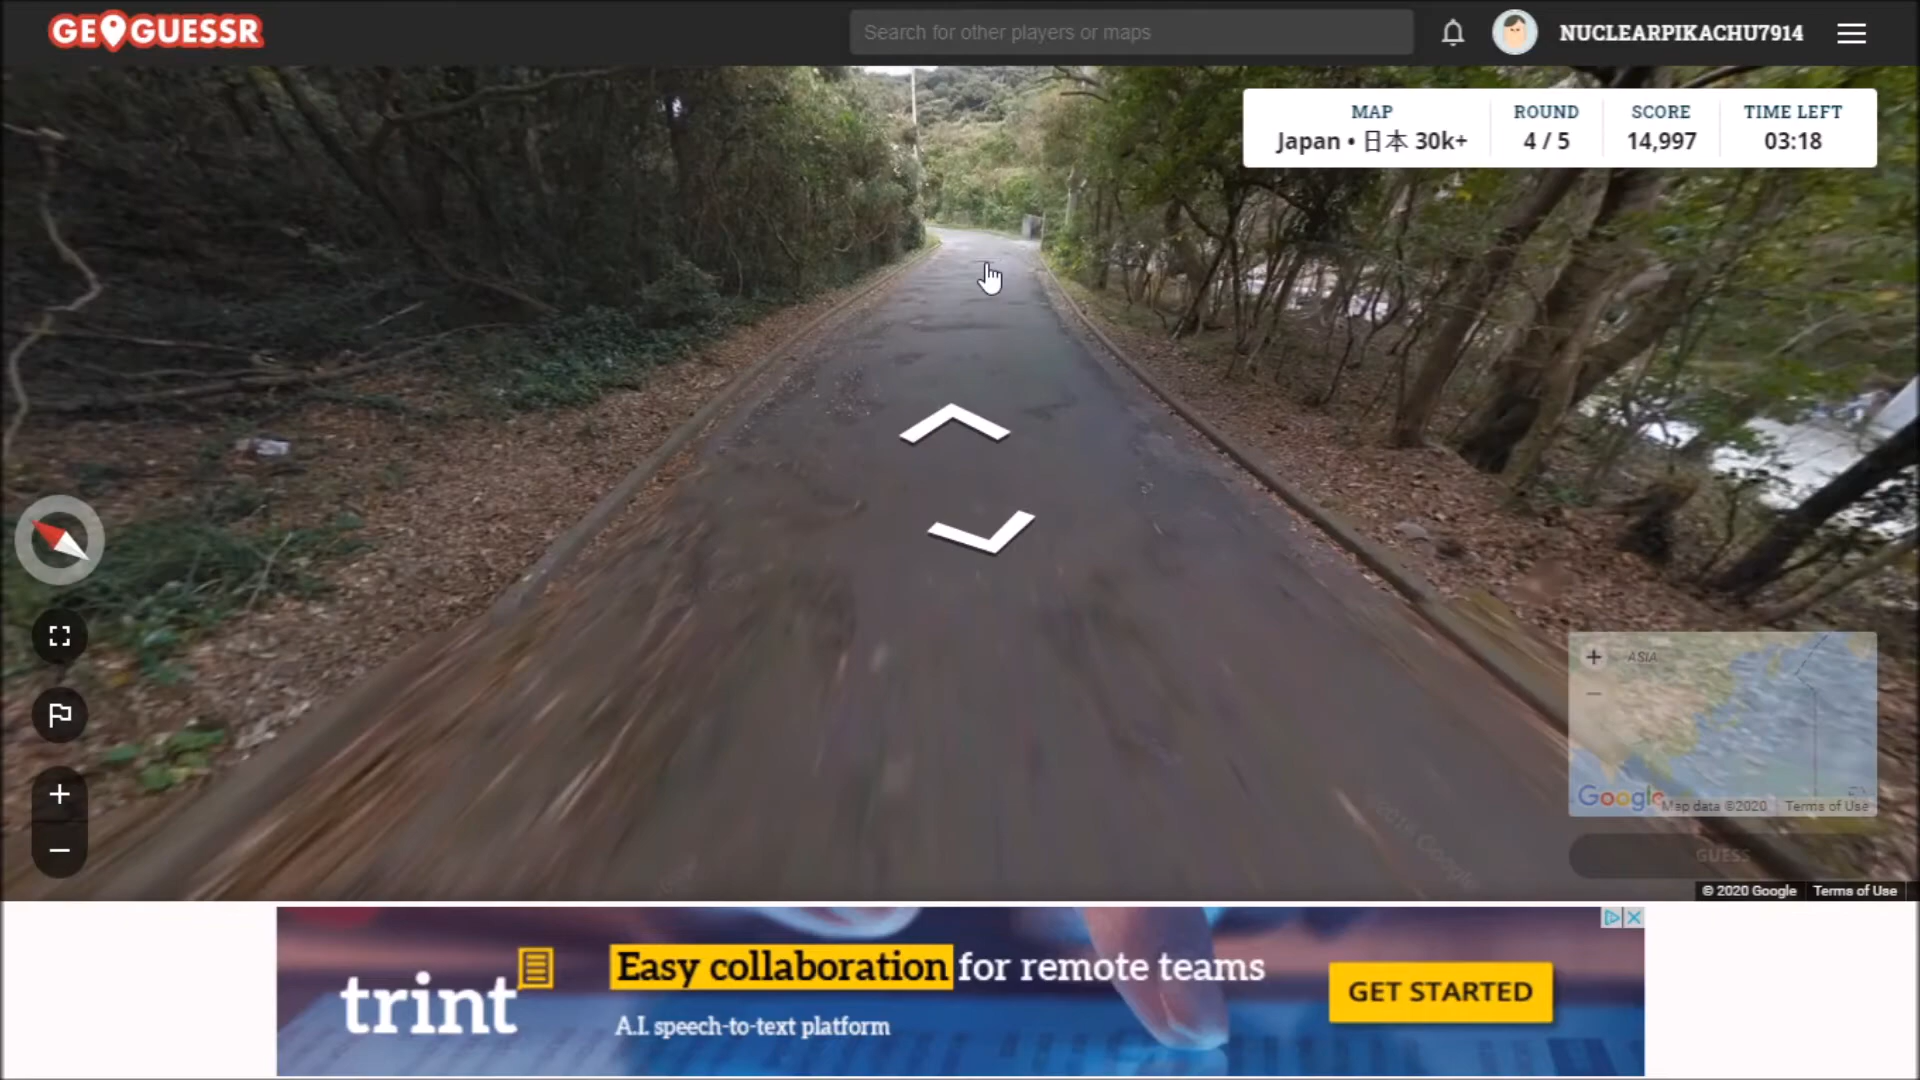 GEOGUESSR
Search for other players or maps
NUCLEARPIKACHU7914
MAP
Japan • 日本 30k+
ROUND
4 / 5
SCORE
14,997
TIME LEFT
03:18
+
ASIA
−
Google
Map data ©2020
Terms of Use
GUESS
© 2020 Google
Terms of Use
trint
Easy collaboration for remote teams
A.I. speech-to-text platform
GET STARTED